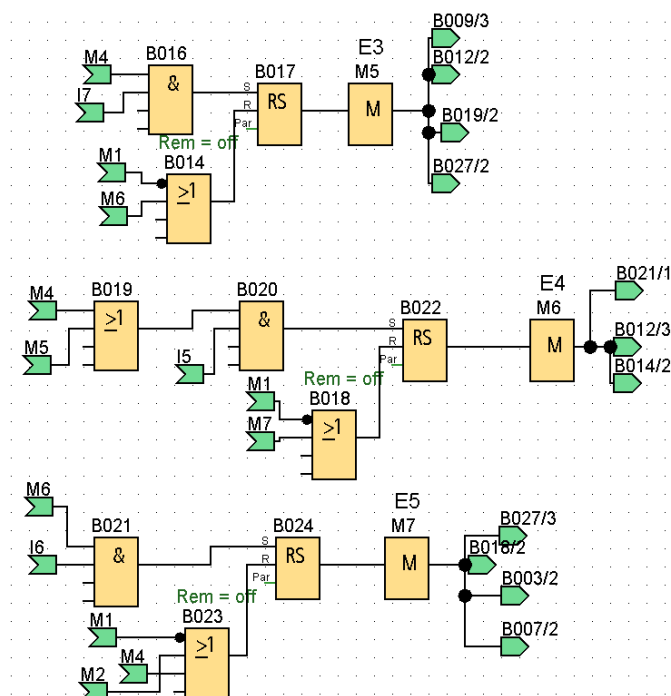 B009/3
E3
B016
M4
B017
M5
B012/2
&
S
I7
R
RS
M
Par
B019/2
Rem = off
M1
B014
B027/2
≥1
M6
E4
B021/1
M4
B019
B020
M6
B022
≥1
&
S
R
RS
M
B012/3
M5
I5
Par
B014/2
Rem = off
M1
B018
M7
≥1
M6
E5
B021
B024
M7
B027/3
&
S
I6
R
RS
M
B018/2
Par
B003/2
Rem = off
B023
M1
≥1
B007/2
M4
M2